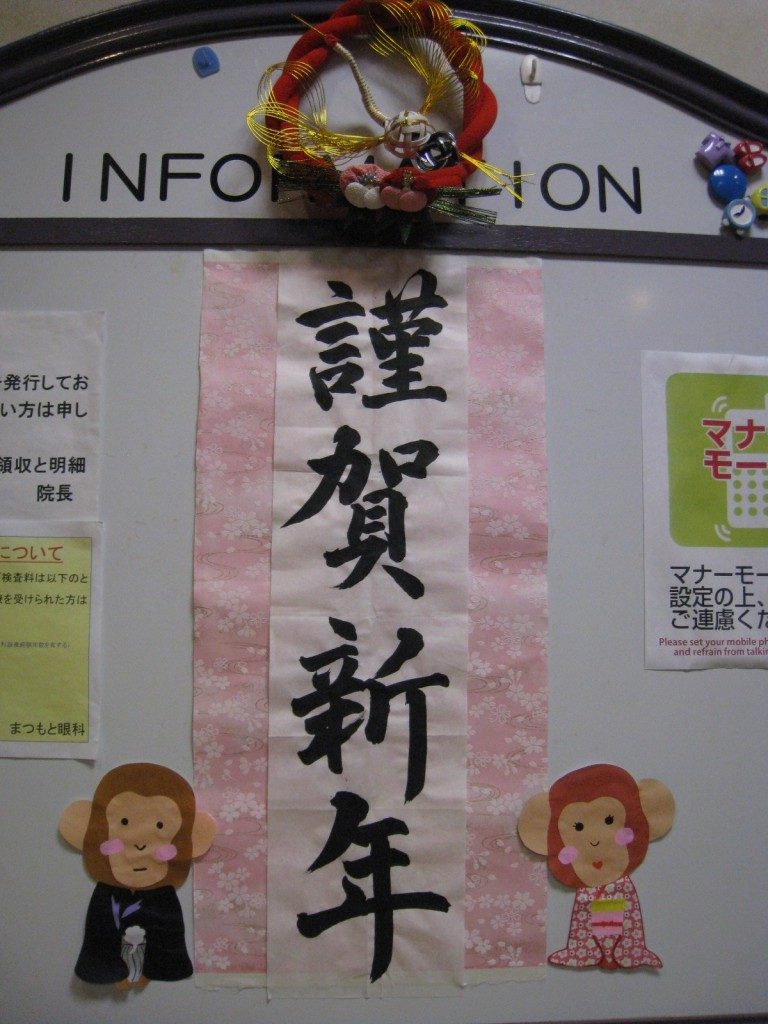 INFORMATION
謹賀新年
発行してお
い方は申し
領収と明細
院長
について
検査料は以下のと
を受けられた方は
まつもと眼科
マナ
モー
マナーモー
設定の上、
ご遠慮くだ
Please set your mobile ph
and refrain from talkin